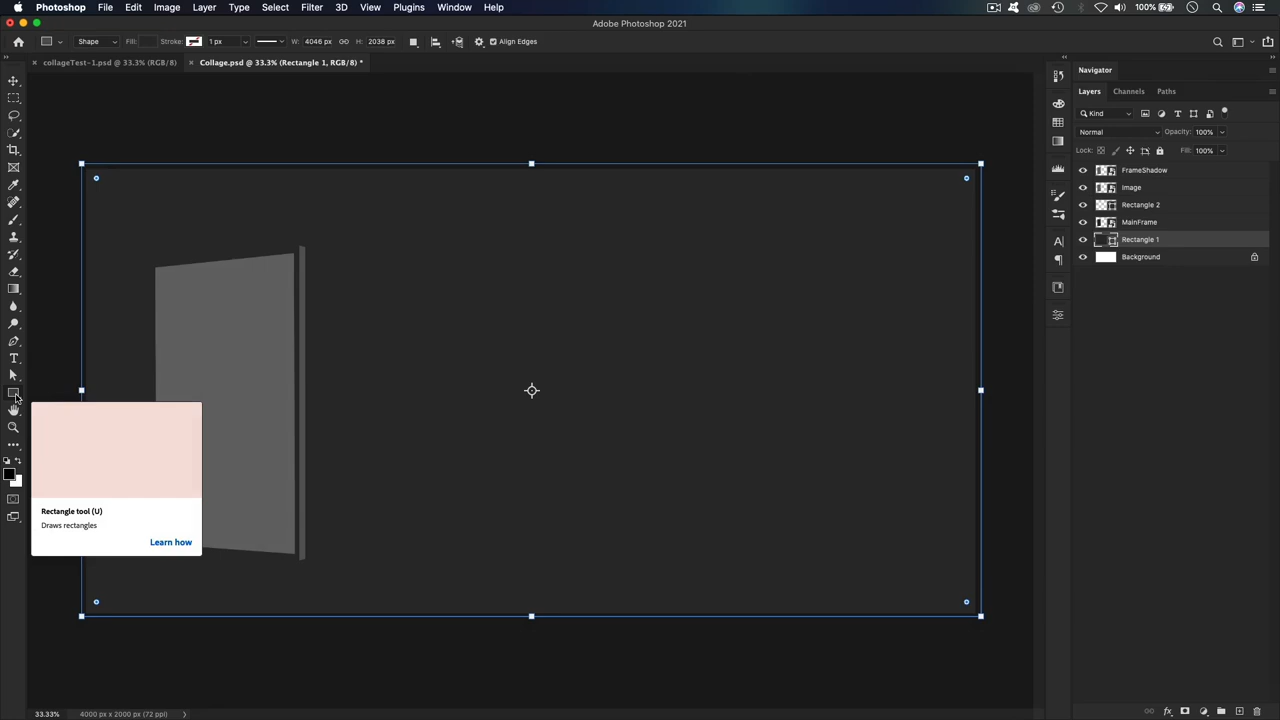 Photoshop File Edit Image Layer Type Select Filter 3D View Plugins Window Help 100%
Adobe Photoshop 2021
Shape Fill: Stroke: 1 px W: 4046 px H: 2038 px Align Edges
collageTest-1.psd @ 33.3% (RGB/8) Collage.psd @ 33.3% (Rectangle 1, RGB/8) *
Navigator
Layers Channels Paths
Kind
Normal Opacity: 100%
Lock: Fill: 100%
FrameShadow
Image
Rectangle 2
MainFrame
Rectangle 1
Background
Rectangle tool (U)
Draws rectangles
Learn how
33.33% 4000 px x 2000 px (72 ppi)